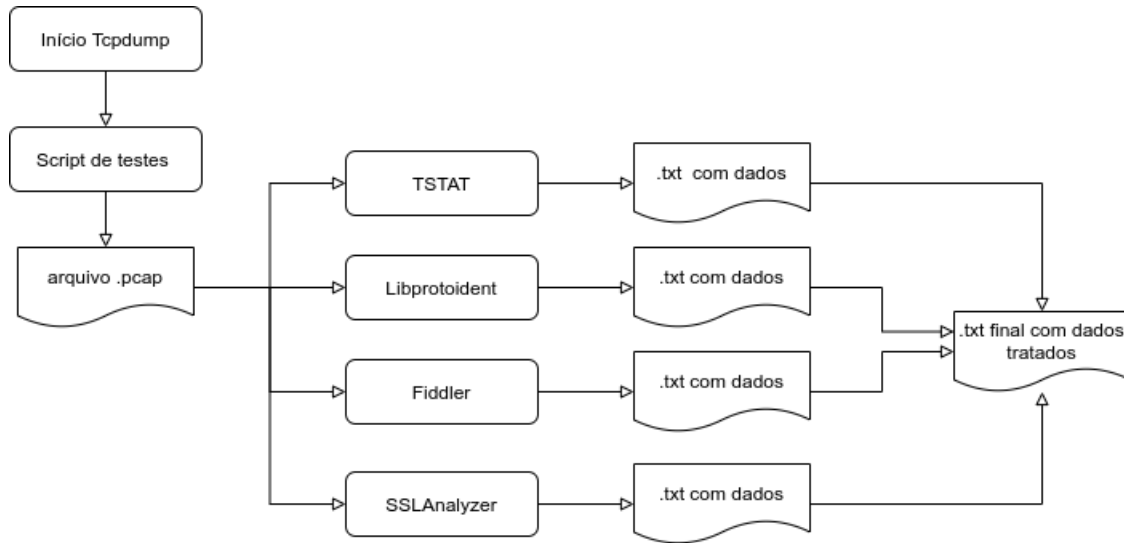 Início Tcpdump
Script de testes
arquivo .pcap
TSTAT
.txt com dados
Libprotoident
.txt com dados
Fiddler
.txt com dados
SSLAnalyzer
.txt com dados
.txt final com dados
tratados